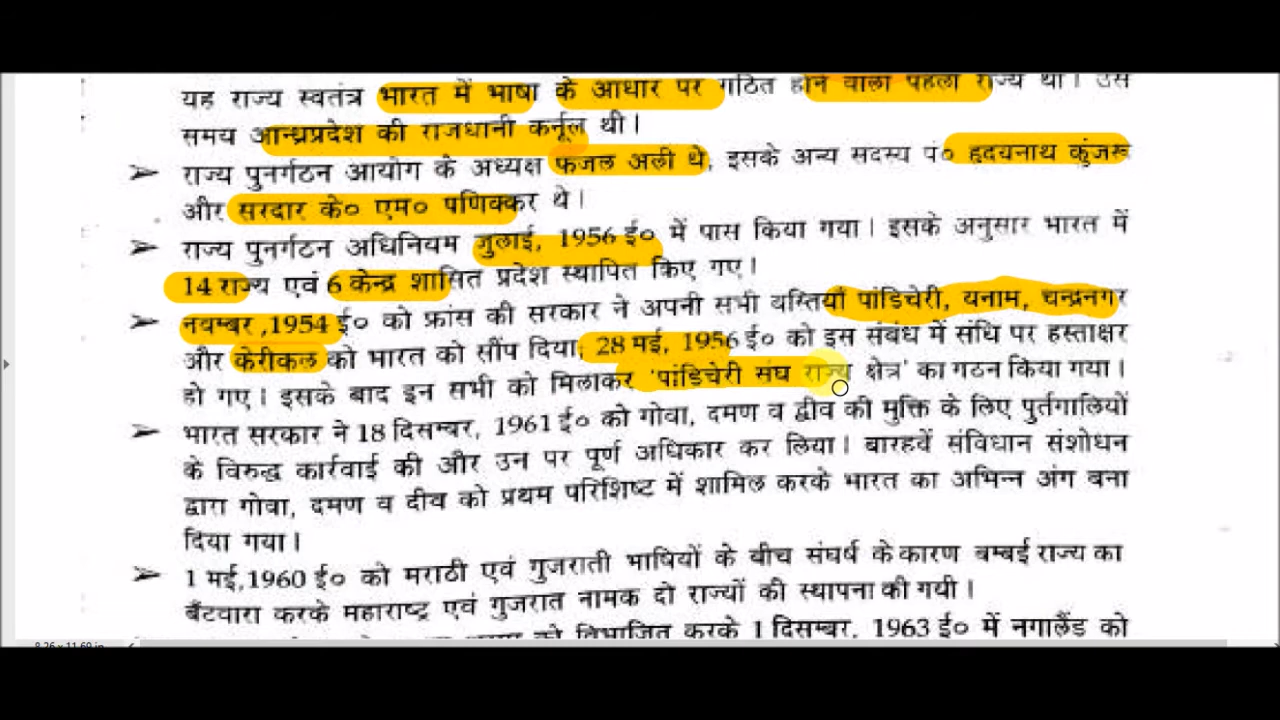 यह राज्य स्वतंत्र भारत में भाषा के आधार पर गठित होने वाला पहला राज्य था। उस
समय आन्ध्रप्रदेश की राजधानी कर्नूल थी।
➢ राज्य पुनर्गठन आयोग के अध्यक्ष फजल अली थे, इसके अन्य सदस्य पं० हृदयनाथ कुंजरू
और सरदार के० एम० पणिक्कर थे।
➢ राज्य पुनर्गठन अधिनियम जुलाई, 1956 ई० में पास किया गया। इसके अनुसार भारत में
14 राज्य एवं 6 केन्द्र शासित प्रदेश स्थापित किए गए।
➢ नवम्बर ,1954 ई० को फ्रांस की सरकार ने अपनी सभी बस्तियाँ पांडिचेरी, यनाम, चन्द्रनगर
और केरीकल को भारत को सौंप दिया, 28 मई, 1956 ई० को इस संबंध में संधि पर हस्ताक्षर
हो गए। इसके बाद इन सभी को मिलाकर 'पांडिचेरी संघ राज्य क्षेत्र' का गठन किया गया।
➢ भारत सरकार ने 18 दिसम्बर, 1961 ई० को गोवा, दमण व द्वीव की मुक्ति के लिए पुर्तगालियों
के विरुद्ध कार्रवाई की और उन पर पूर्ण अधिकार कर लिया। बारहवें संविधान संशोधन
द्वारा गोवा, दमण व दीव को प्रथम परिशिष्ट में शामिल करके भारत का अभिन्न अंग बना
दिया गया।
➢ 1 मई,1960 ई० को मराठी एवं गुजराती भाषियों के बीच संघर्ष के कारण बम्बई राज्य का
बँटवारा करके महाराष्ट्र एवं गुजरात नामक दो राज्यों की स्थापना की गयी।
को विभाजित करके 1 दिसम्बर, 1963 ई० में नगालैंड को
8.26 x 11.69 in